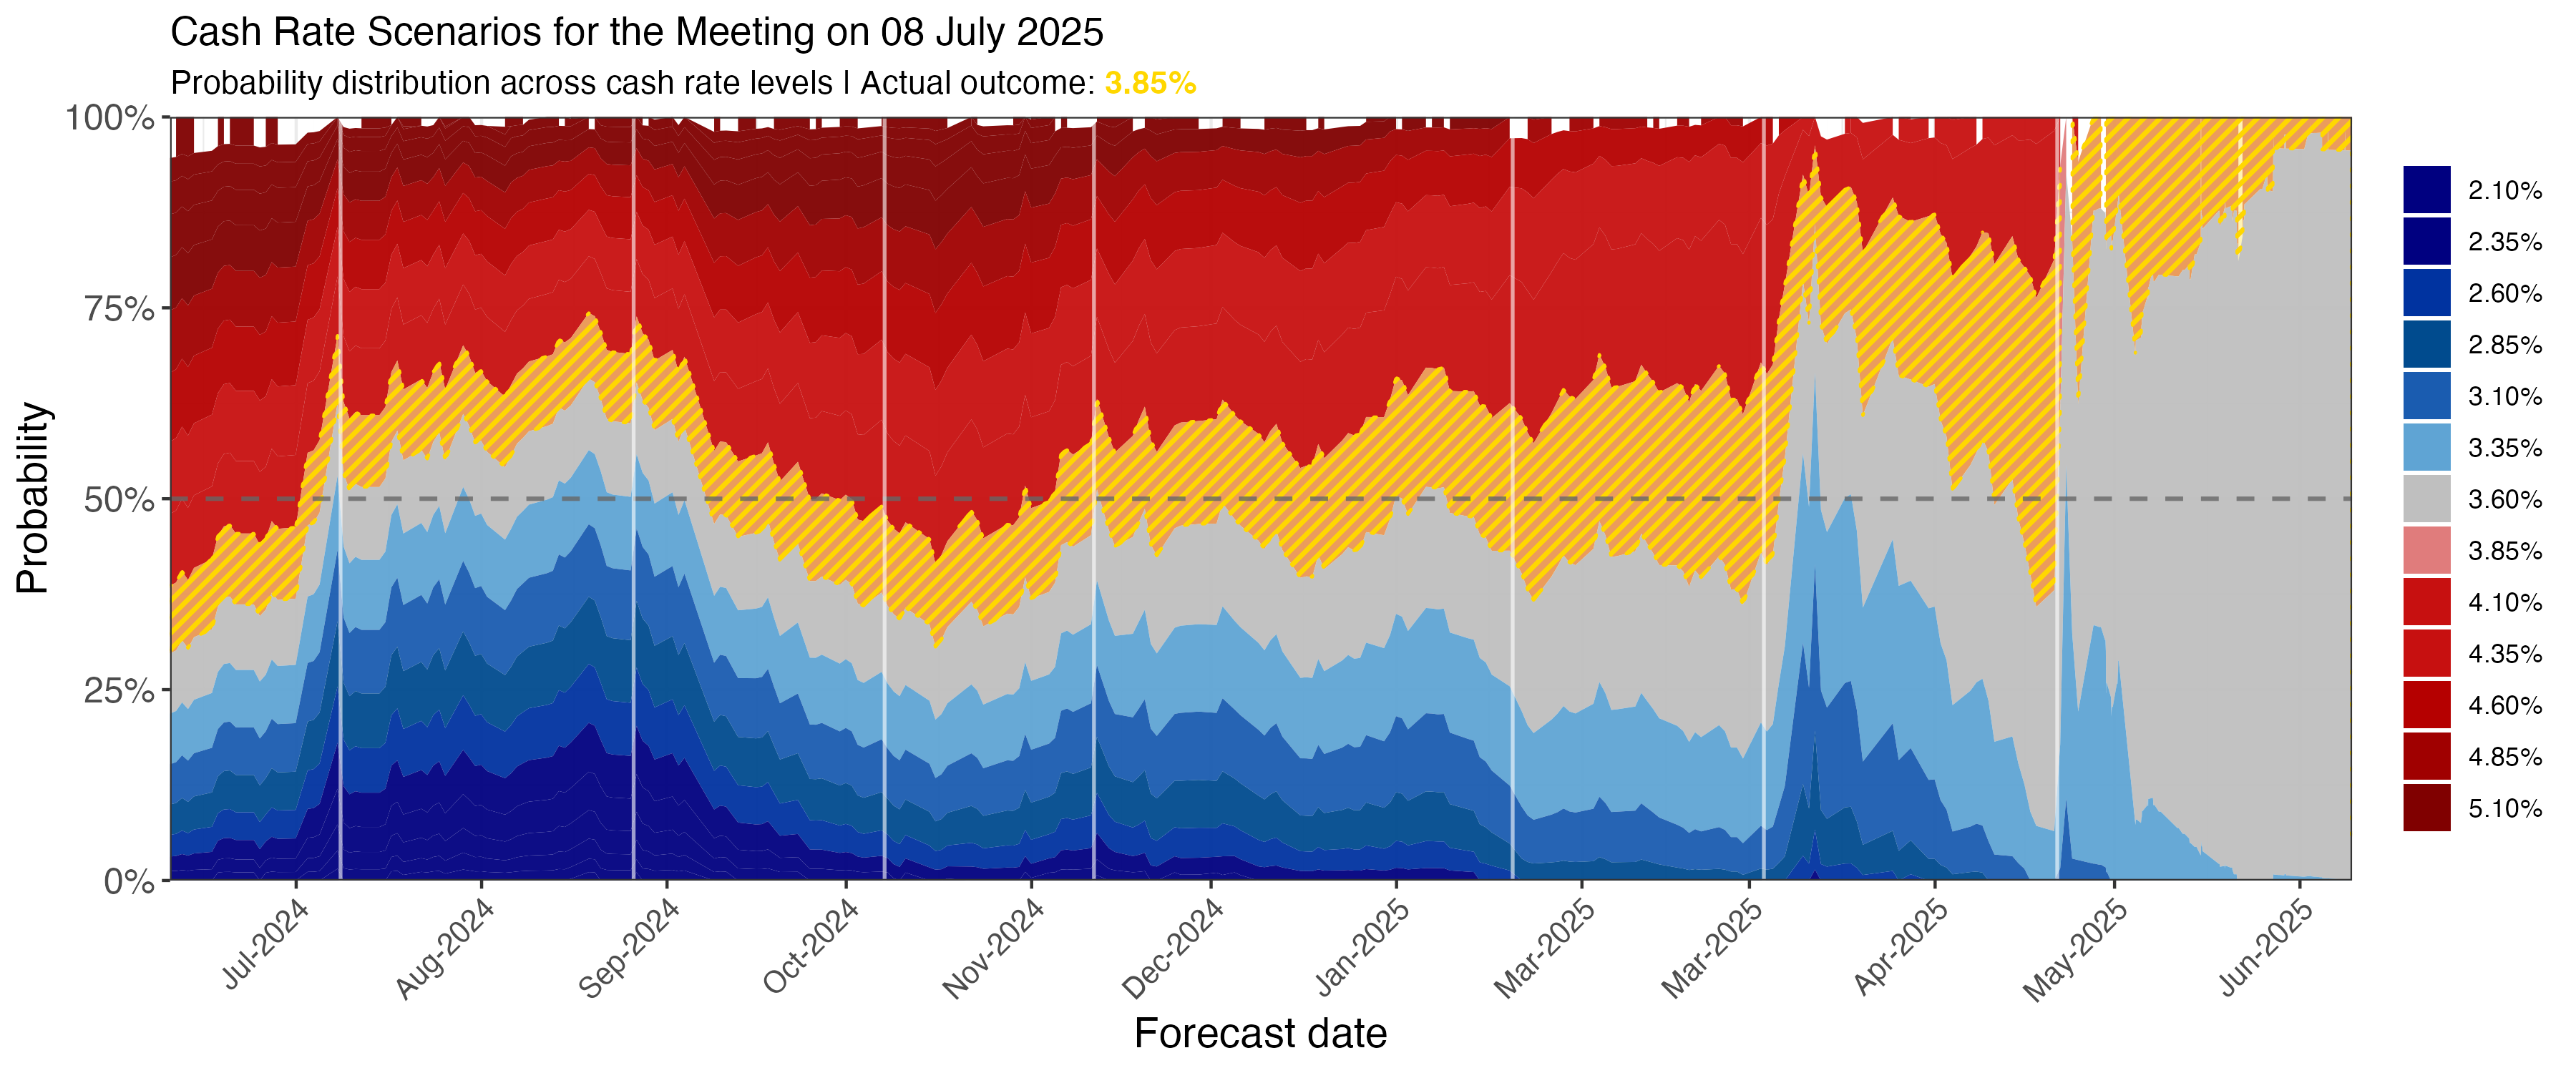 Cash Rate Scenarios for the Meeting on 08 July 2025
Probability distribution across cash rate levels | Actual outcome: 3.85%
100%
75%
50%
25%
0%
Probability
Jul-2024
Aug-2024
Sep-2024
Oct-2024
Nov-2024
Dec-2024
Jan-2025
Mar-2025
Mar-2025
Apr-2025
May-2025
Jun-2025
Forecast date
2.10%
2.35%
2.60%
2.85%
3.10%
3.35%
3.60%
3.85%
4.10%
4.35%
4.60%
4.85%
5.10%